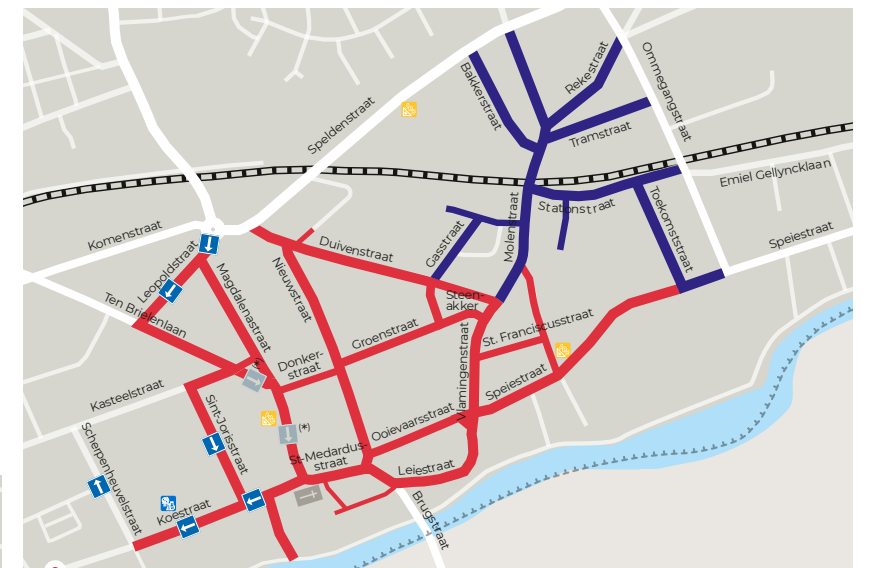 Ommegangstraat
Rekestraat
Bakkerstraat
Speldenstraat
Tramstraat
Emiel Gellyncklaan
Toekomststraat
Stationstraat
Molenstraat
Gasstraat
Speiestraat
Komenstraat
Leopoldstraat
Magdalenastraat
Nieuwstraat
Duivenstraat
Ten Brielenlaan
Steen-
akker
Groenstraat
St. Franciscusstraat
Vlamingenstraat
Donker-
straat
(*)
Kasteelstraat
Sint-Jorisstraat
Speiestraat
Ooievaarsstraat
(*)
Scherpenheuvelstraat
St-Medardus-
straat
Leiestraat
Koestraat
Brugstraat